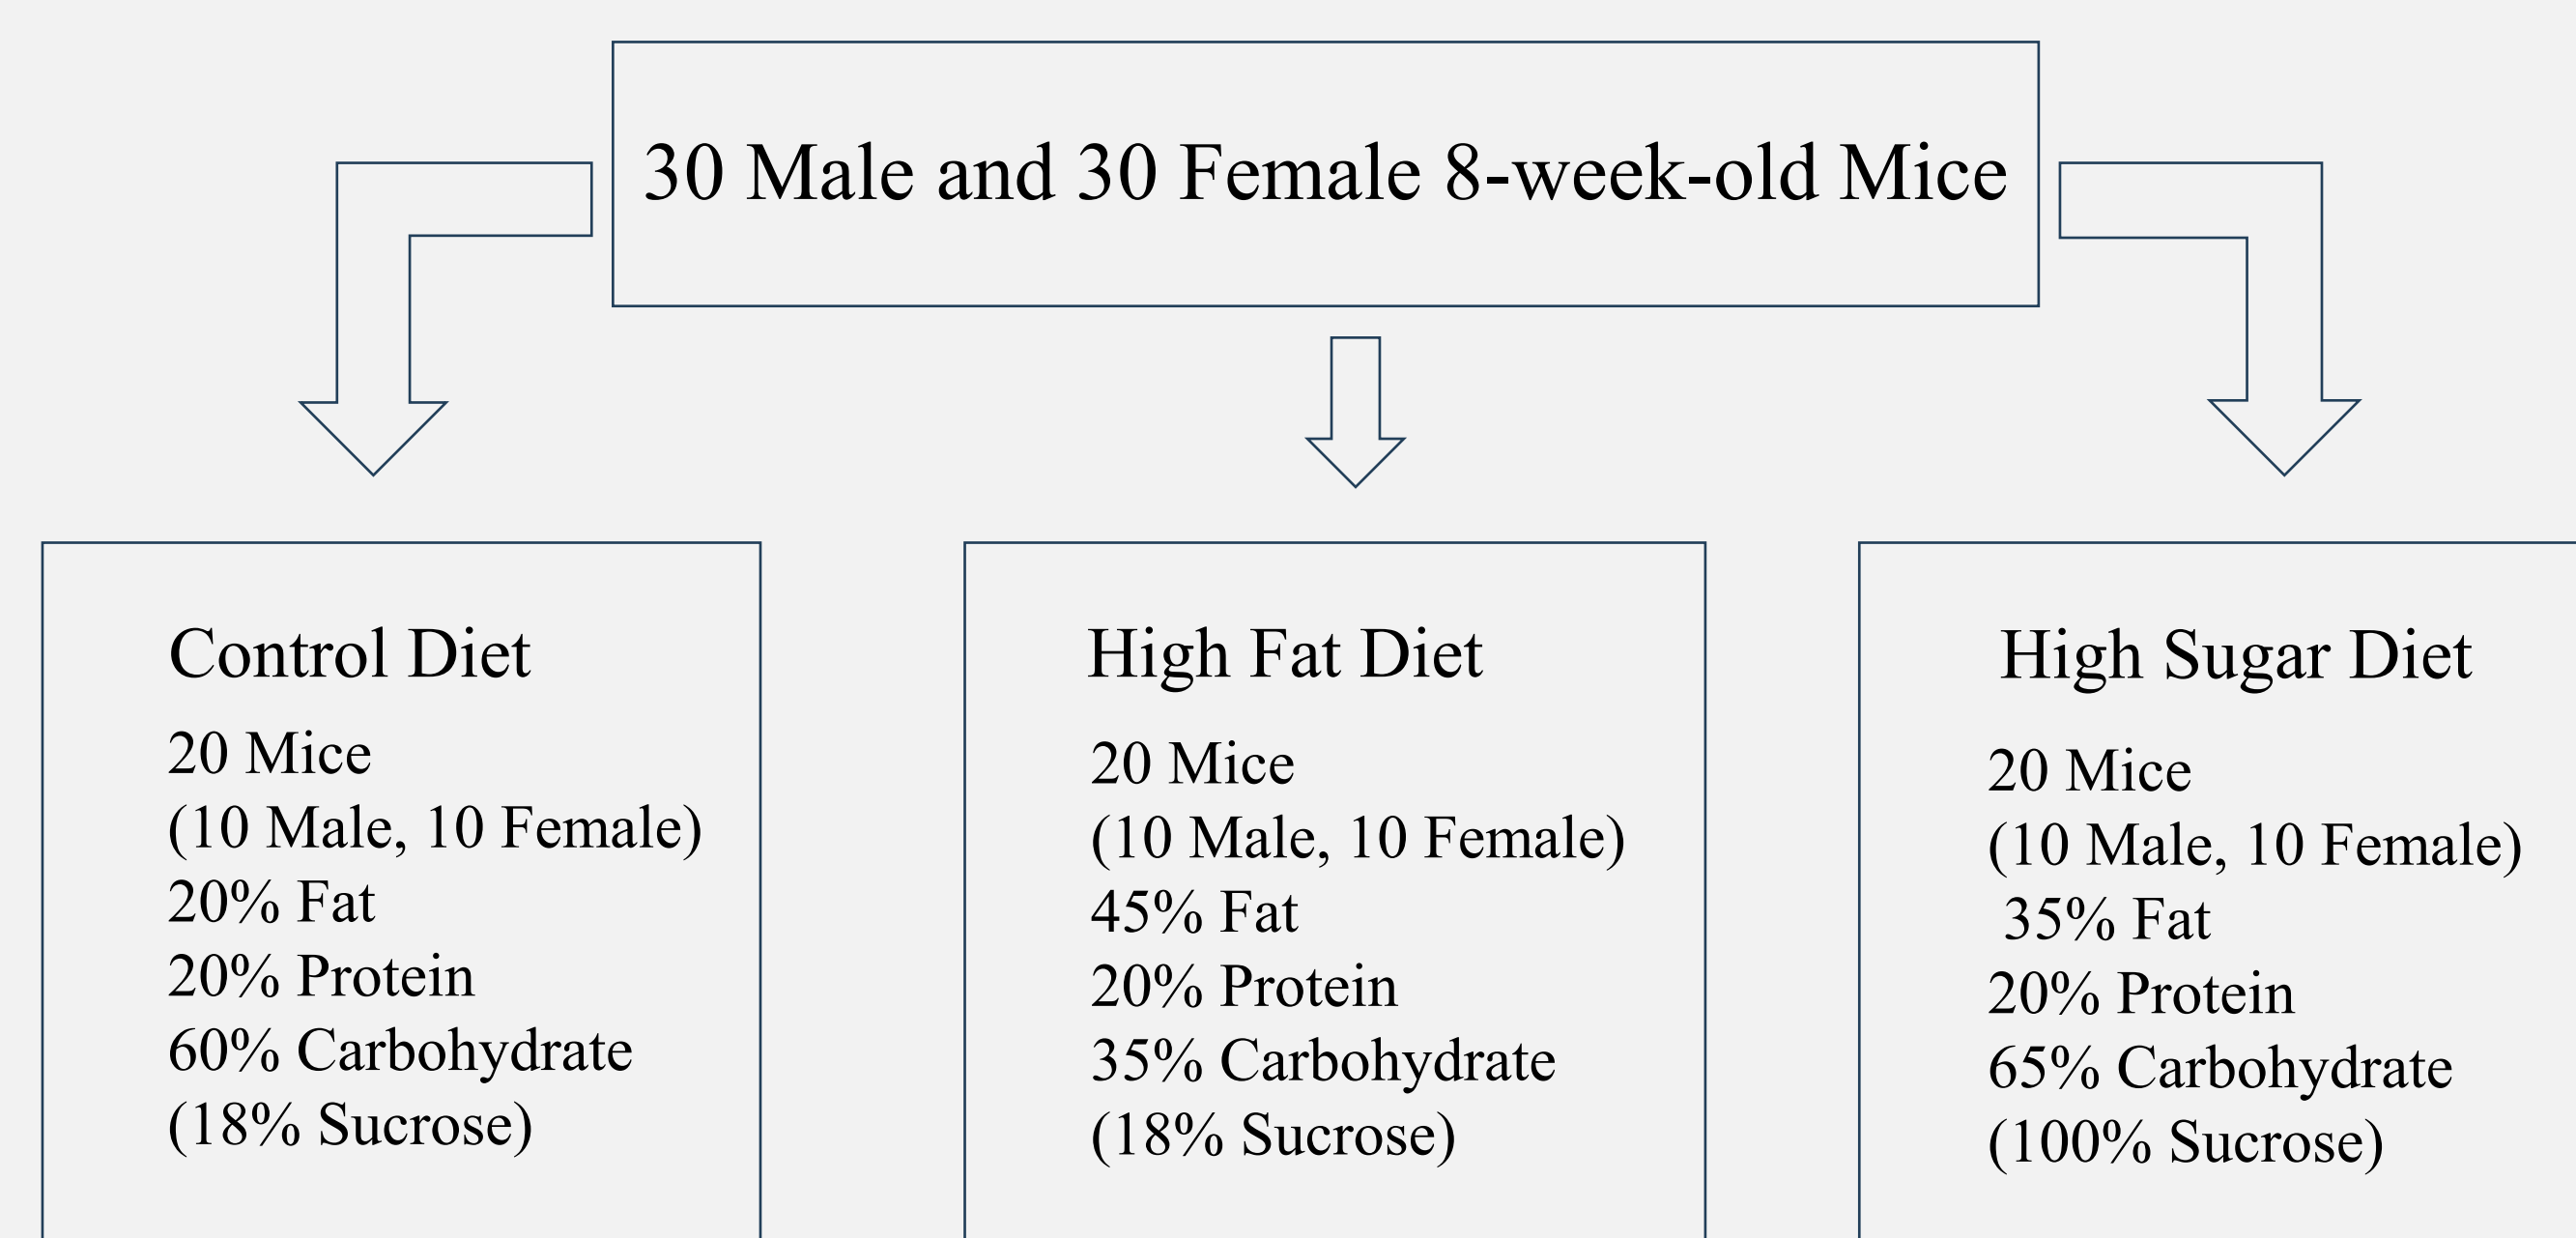 30 Male and 30 Female 8-week-old Mice
Control Diet
20 Mice
(10 Male, 10 Female)
20% Fat
20% Protein
60% Carbohydrate
(18% Sucrose)
High Fat Diet
20 Mice
(10 Male, 10 Female)
45% Fat
20% Protein
35% Carbohydrate
(18% Sucrose)
High Sugar Diet
20 Mice
(10 Male, 10 Female)
35% Fat
20% Protein
65% Carbohydrate
(100% Sucrose)